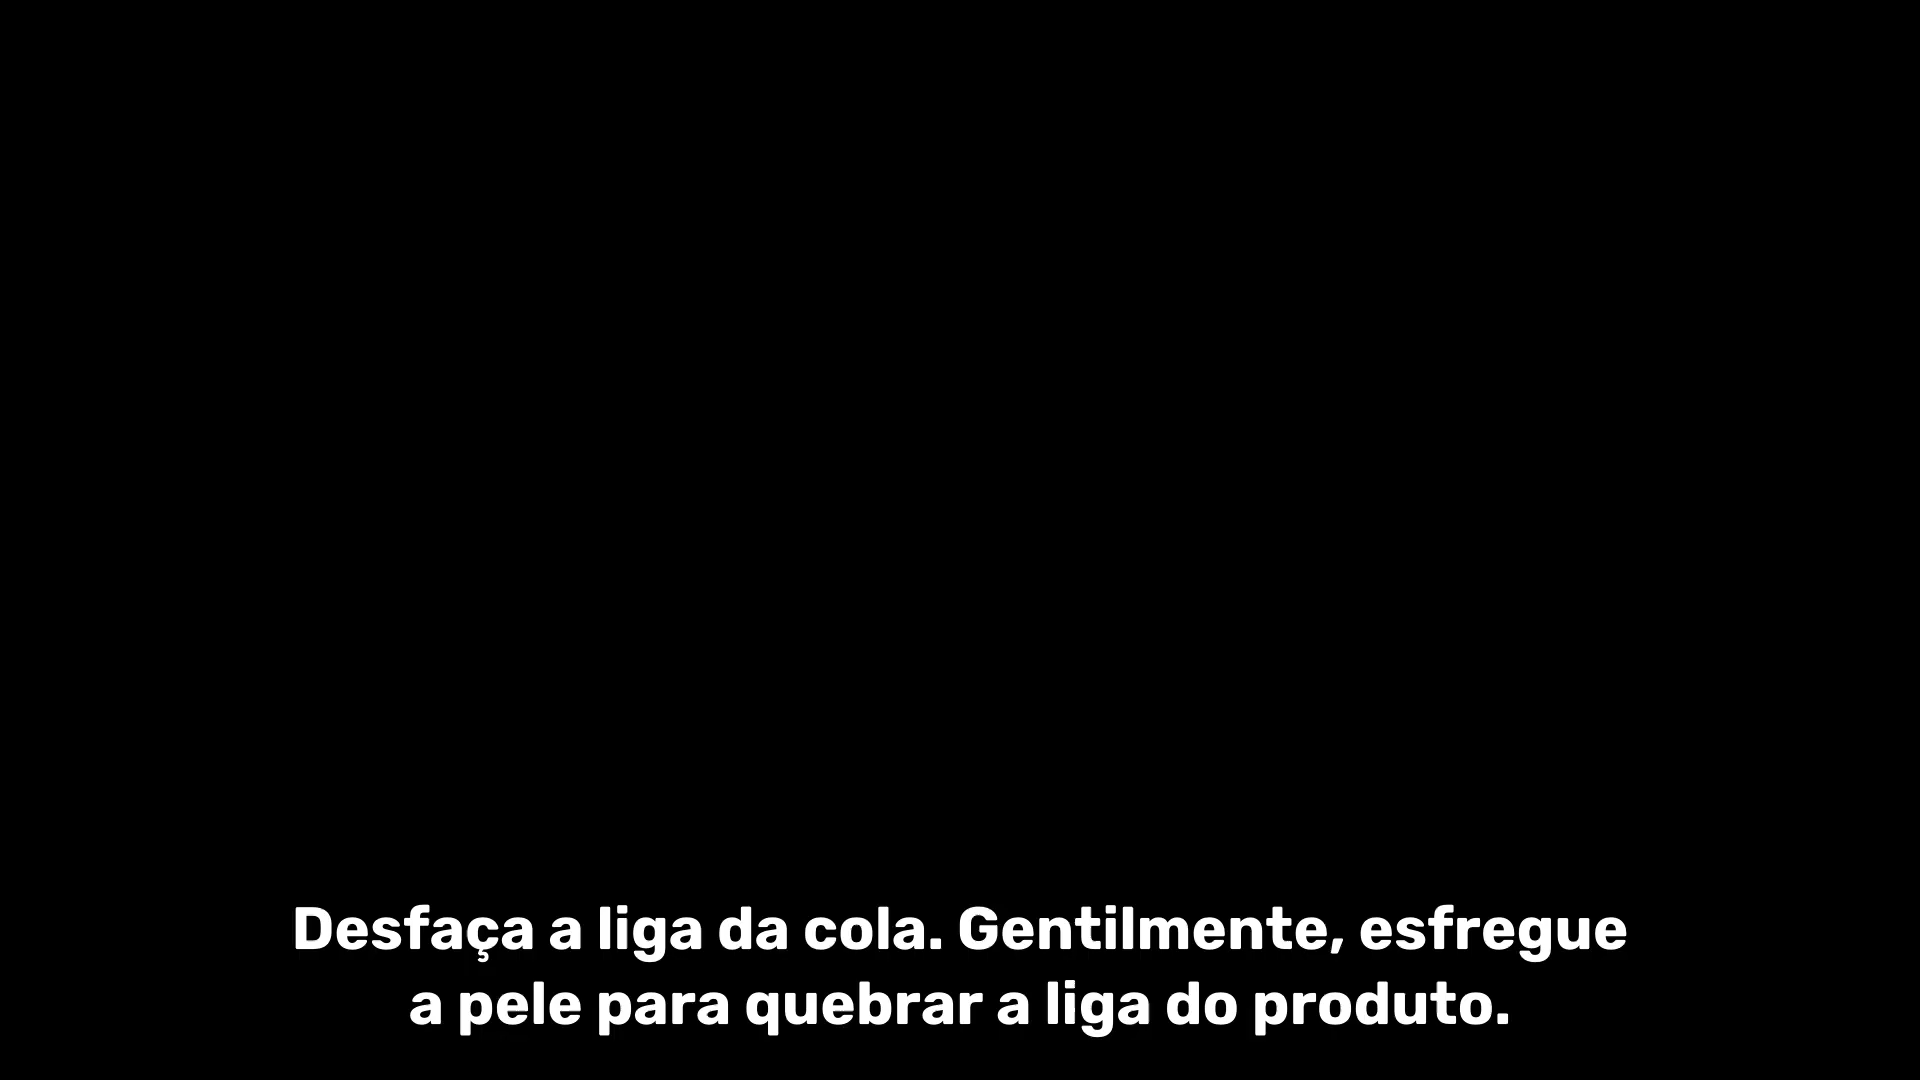 Desfaça a liga da cola. Gentilmente, esfregue
a pele para quebrar a liga do produto.